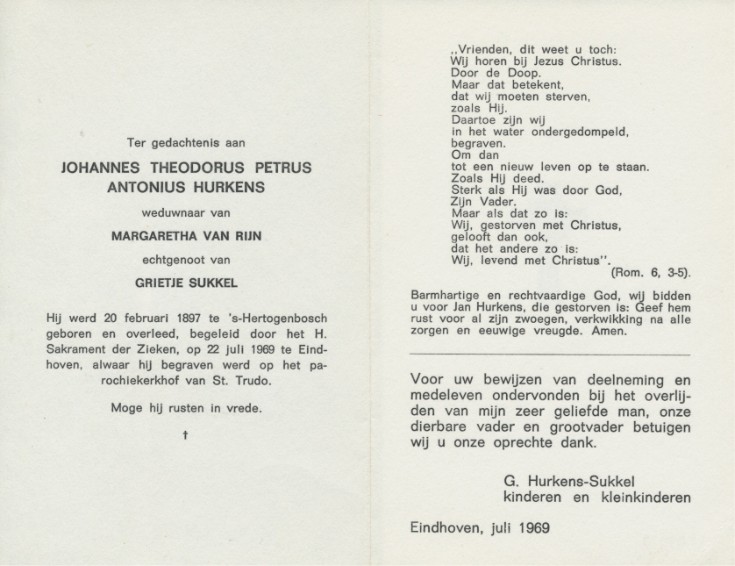 Ter gedachtenis aan
JOHANNES THEODORUS PETRUS
ANTONIUS HURKENS
weduwnaar van
MARGARETHA VAN RIJN
echtgenoot van
GRIETJE SUKKEL
Hij werd 20 februari 1897 te 's-Hertogenbosch
geboren en overleed, begeleid door het H.
Sakrament der Zieken, op 22 juli 1969 te Eind-
hoven, alwaar hij begraven werd op het pa-
rochiekerkhof van St. Trudo.
Moge hij rusten in vrede.
†
„Vrienden, dit weet u toch:
Wij horen bij Jezus Christus.
Door de Doop.
Maar dat betekent,
dat wij moeten sterven,
zoals Hij.
Daartoe zijn wij
in het water ondergedompeld,
begraven.
Om dan
tot een nieuw leven op te staan.
Zoals Hij deed.
Sterk als Hij was door God,
Zijn Vader.
Maar als dat zo is:
Wij, gestorven met Christus,
gelooft dan ook,
dat het andere zo is:
Wij, levend met Christus”.
(Rom. 6, 3-5).
Barmhartige en rechtvaardige God, wij bidden
u voor Jan Hurkens, die gestorven is: Geef hem
rust voor al zijn zwoegen, verkwikking na alle
zorgen en eeuwige vreugde. Amen.
Voor uw bewijzen van deelneming en
medeleven ondervonden bij het overlij-
den van mijn zeer geliefde man, onze
dierbare vader en grootvader betuigen
wij u onze oprechte dank.
G. Hurkens-Sukkel
kinderen en kleinkinderen
Eindhoven, juli 1969